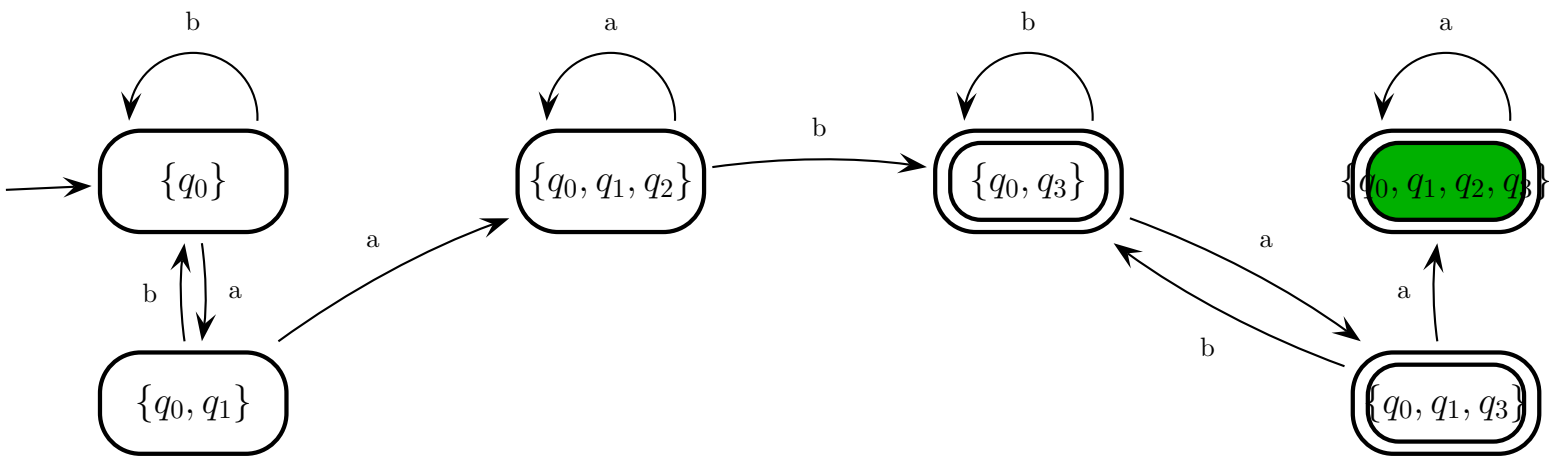 b a b a
b
{q₀} {q₀, q₁, q₂} {q₀, q₃} {q₀, q₁, q₂, q₃}
a a
b a a
b
{q₀, q₁} {q₀, q₁, q₃}